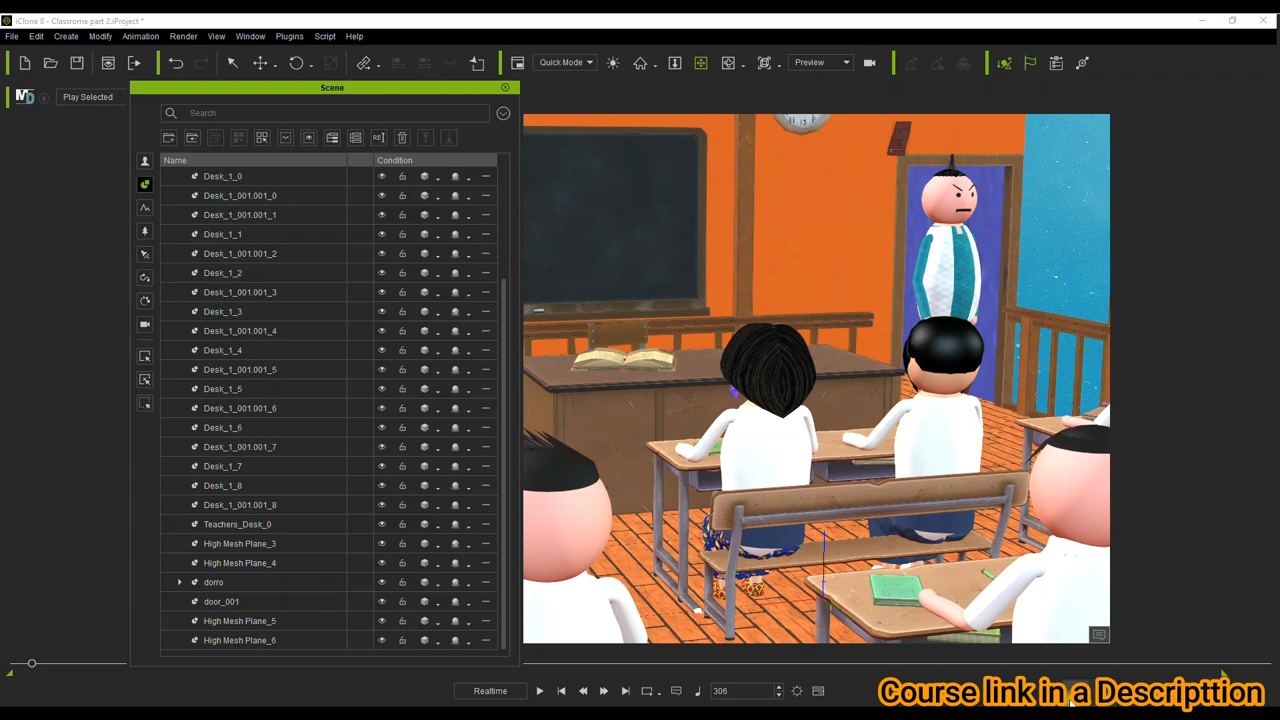 iClone 8 - Classrome part 2.iProject *
File Edit Create Modify Animation Render View Window Plugins Script Help
Quick Mode Preview
Play Selected
Scene
Search
REI
Name Condition
Desk_1_0
Desk_1_001.001_0
Desk_1_001.001_1
Desk_1_1
Desk_1_001.001_2
Desk_1_2
Desk_1_001.001_3
Desk_1_3
Desk_1_001.001_4
Desk_1_4
Desk_1_001.001_5
Desk_1_5
Desk_1_001.001_6
Desk_1_6
Desk_1_001.001_7
Desk_1_7
Desk_1_8
Desk_1_001.001_8
Teachers_Desk_0
High Mesh Plane_3
High Mesh Plane_4
dorro
door_001
High Mesh Plane_5
High Mesh Plane_6
Realtime 306
Course link in a Descripttion